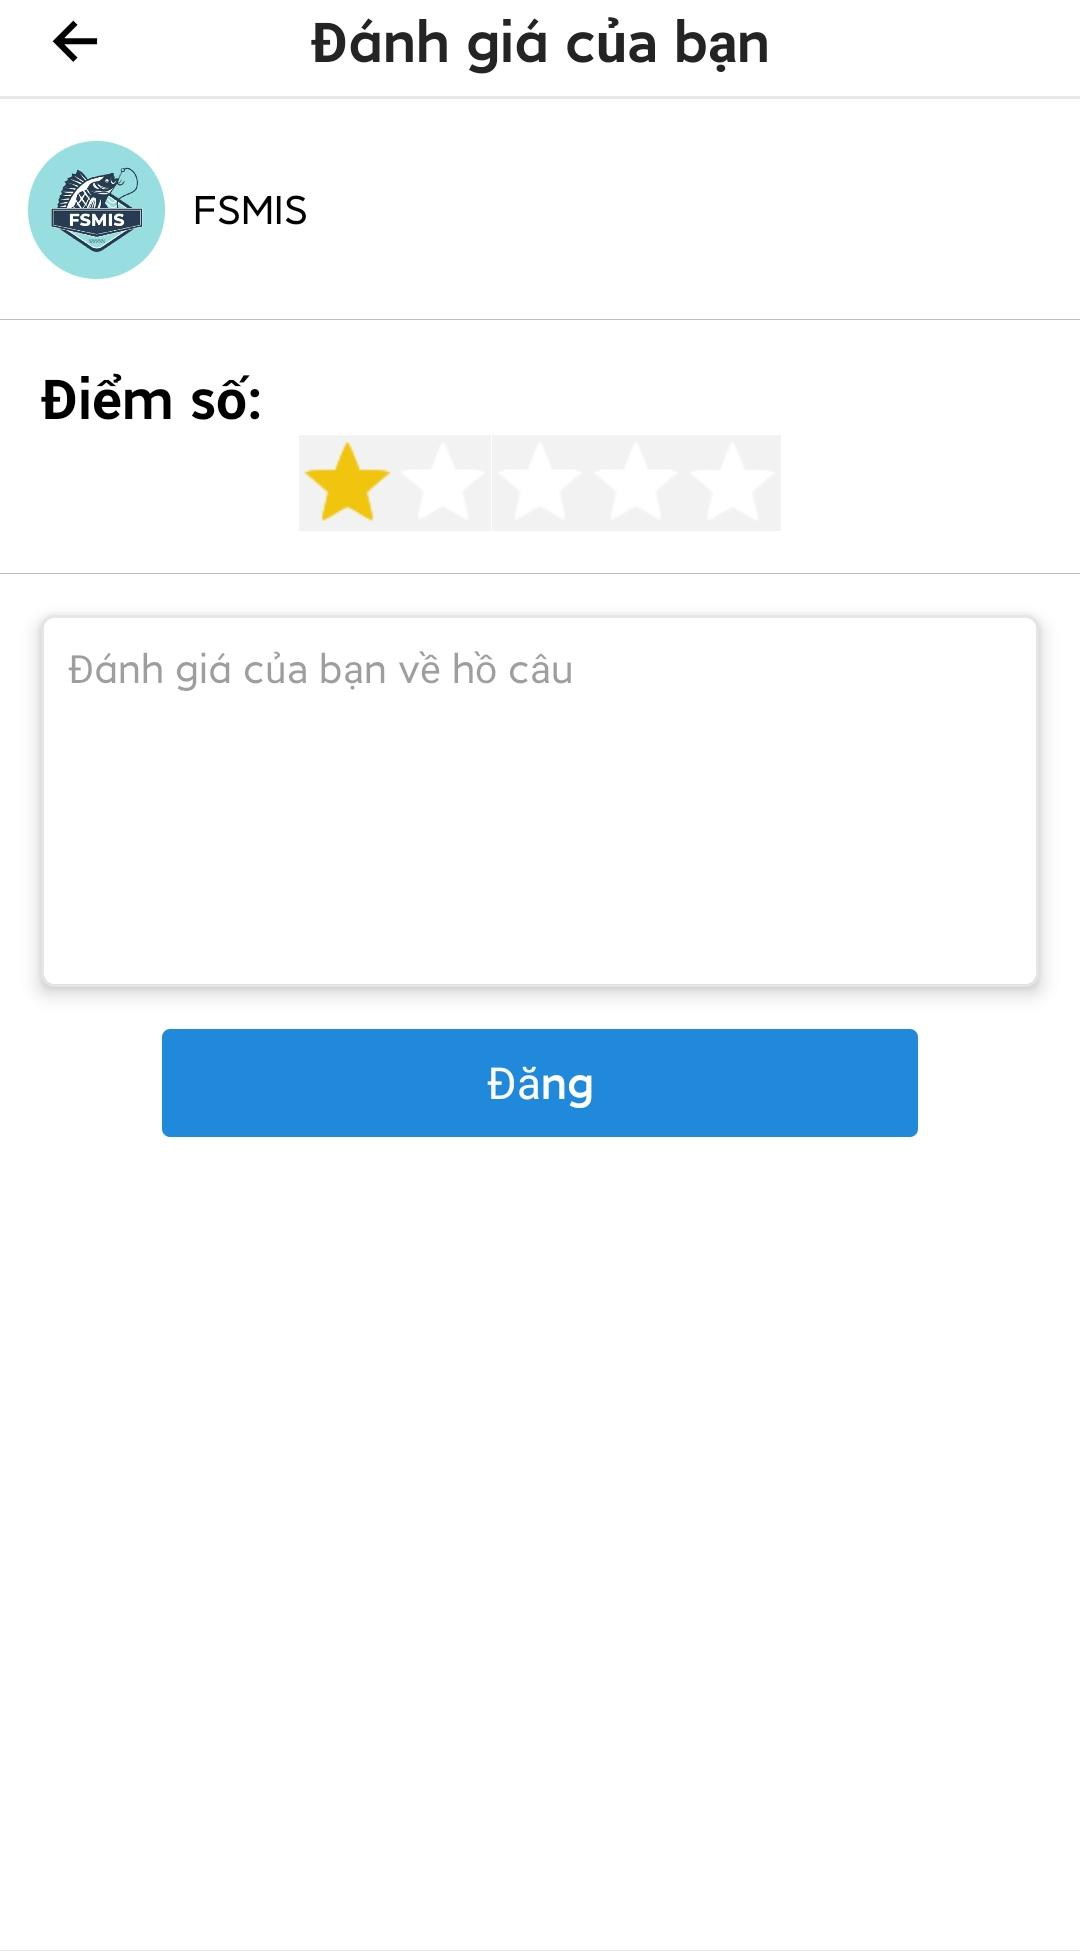 Đánh giá của bạn
FSMIS
FSMIS
Điểm số:
Đánh giá của bạn về hồ câu
Đăng